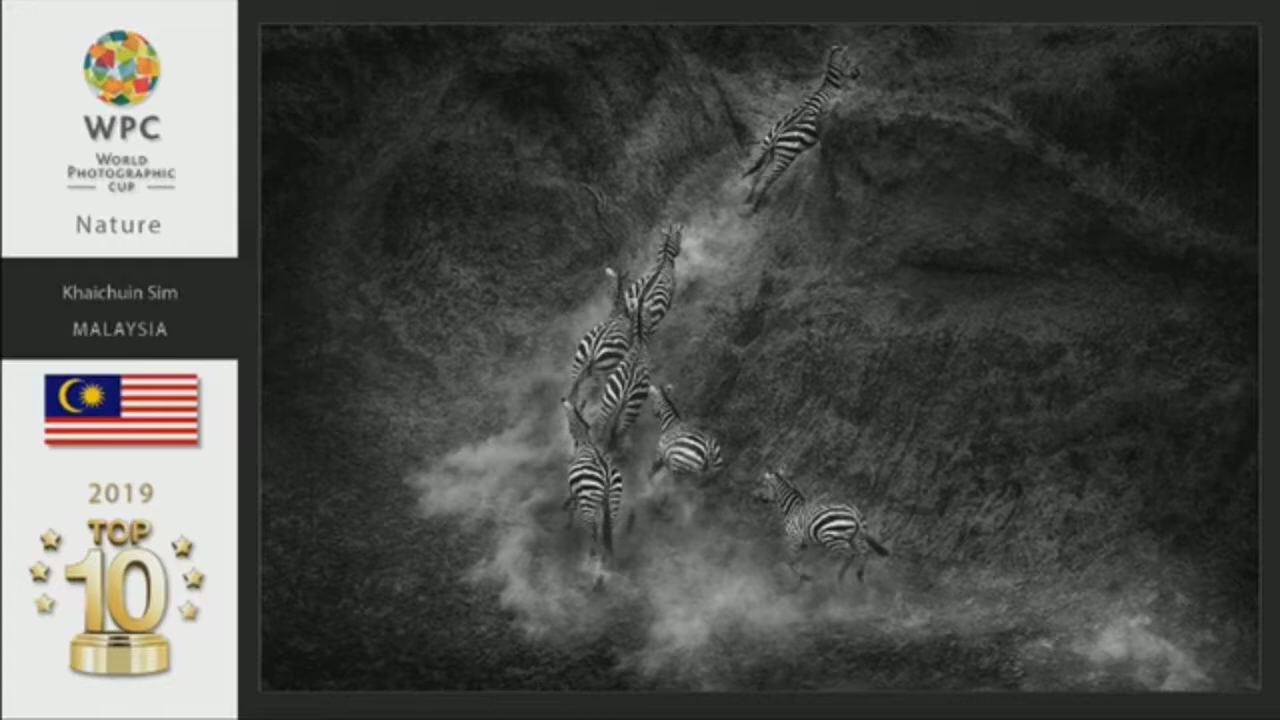 WPC
WORLD
PHOTOGRAPHIC
CUP
Nature
Khaichuin Sim
MALAYSIA
2019
TOP
10